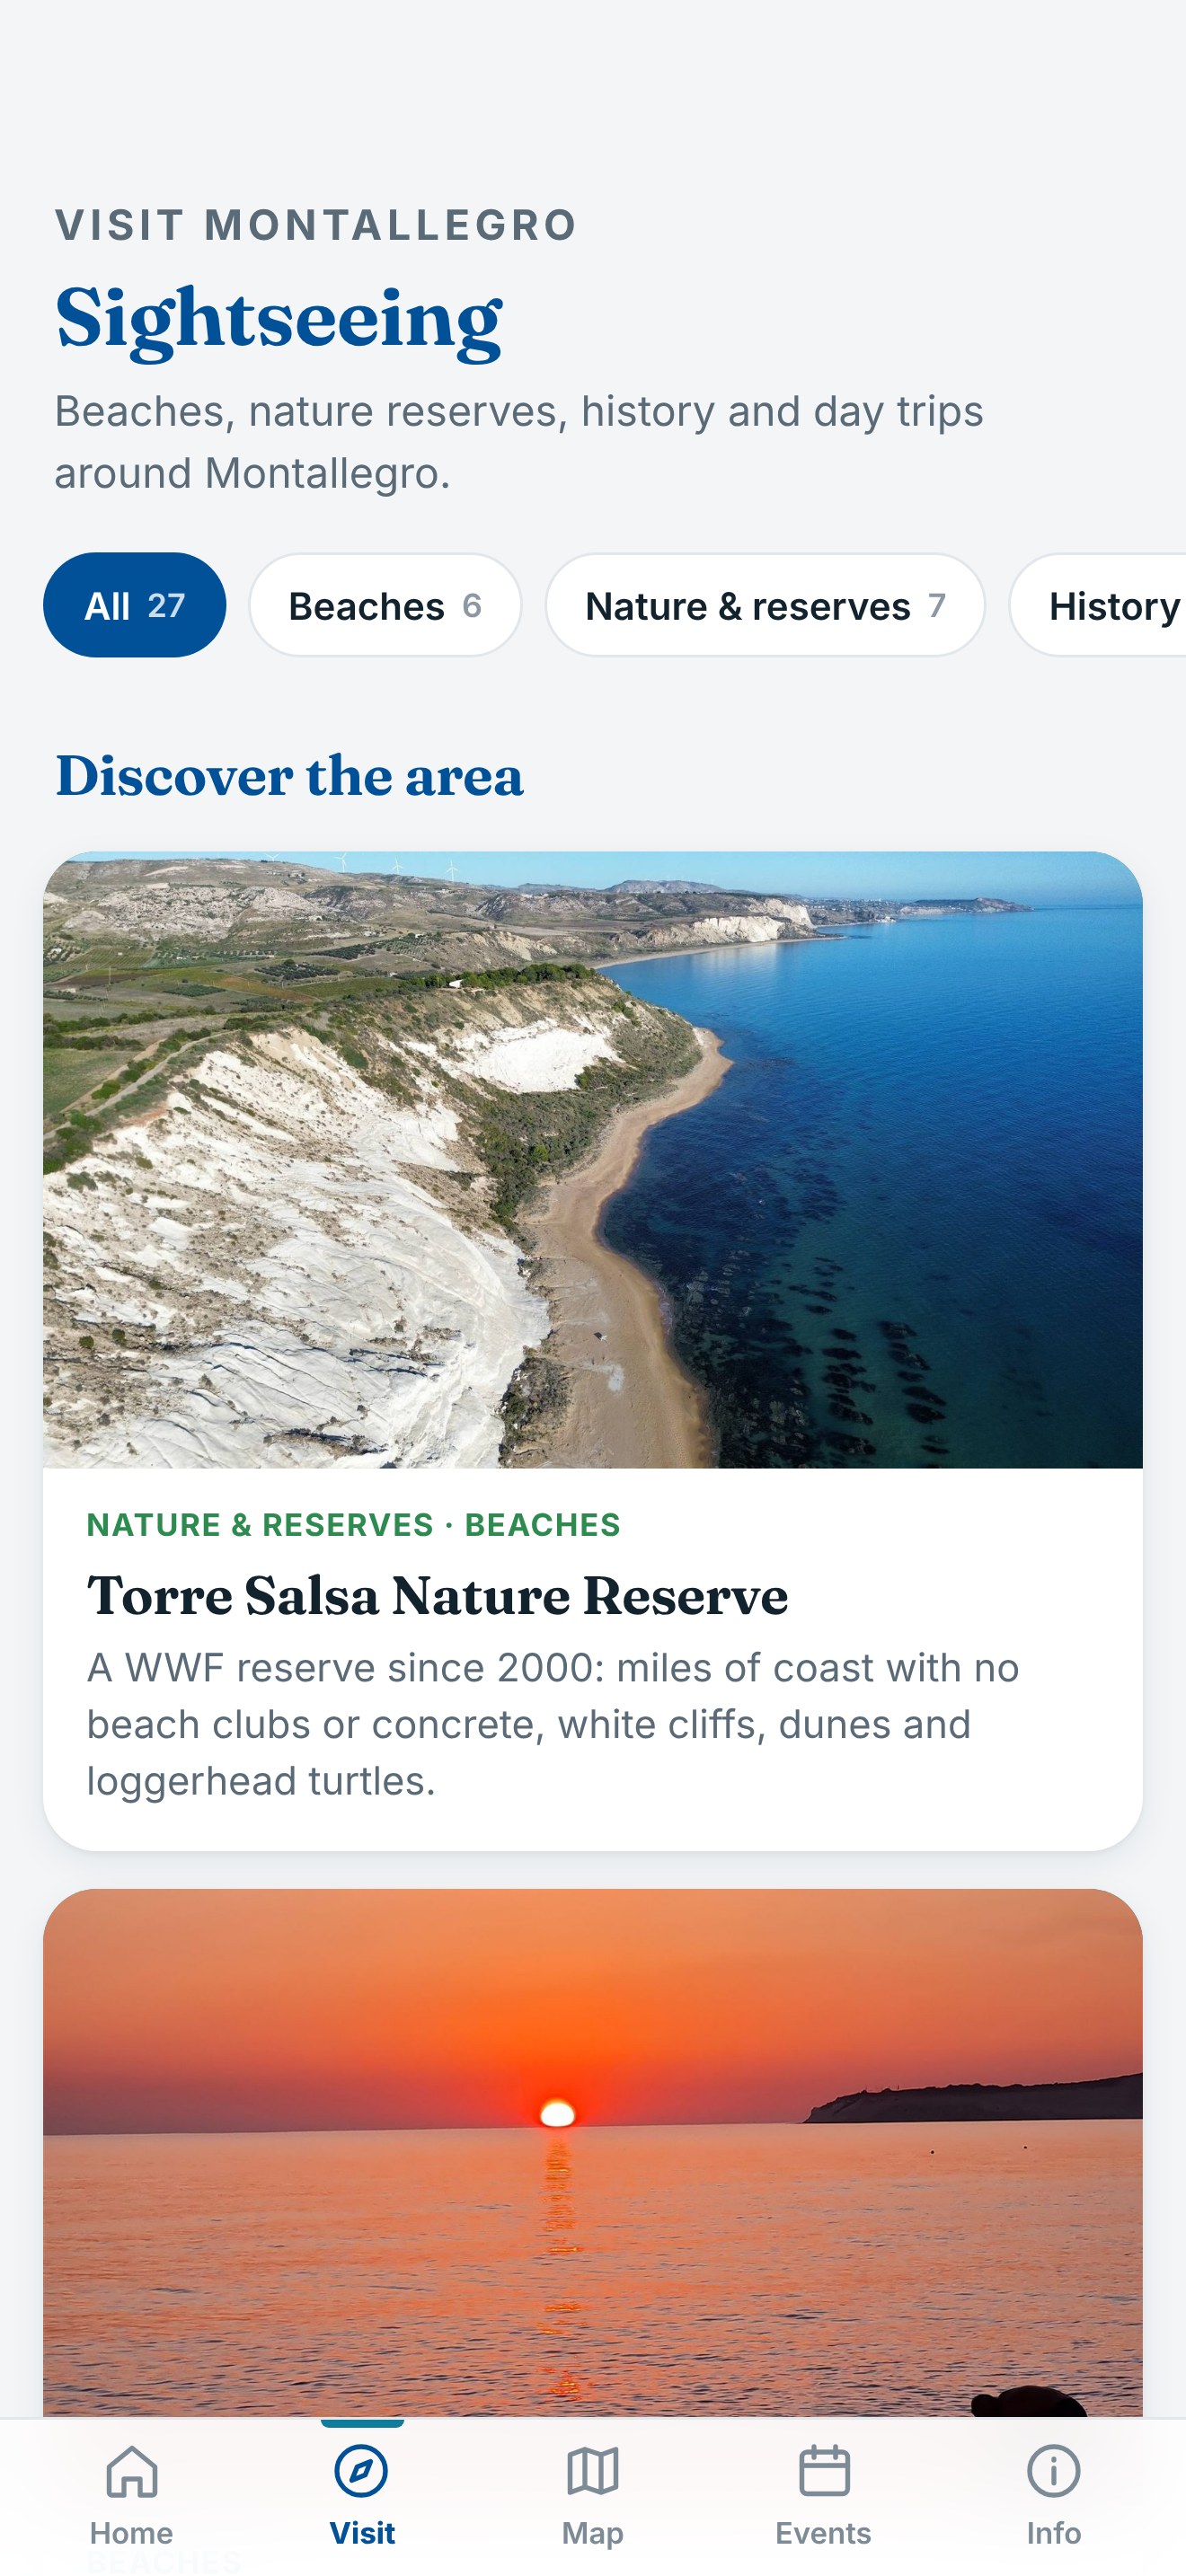 VISIT MONTALLEGRO
Sightseeing
Beaches, nature reserves, history and day trips
around Montallegro.
All 27
Beaches 6
Nature & reserves 7
History
Discover the area
NATURE & RESERVES · BEACHES
Torre Salsa Nature Reserve
A WWF reserve since 2000: miles of coast with no
beach clubs or concrete, white cliffs, dunes and
loggerhead turtles.
Home
Visit
Map
Events
Info
BEACHES